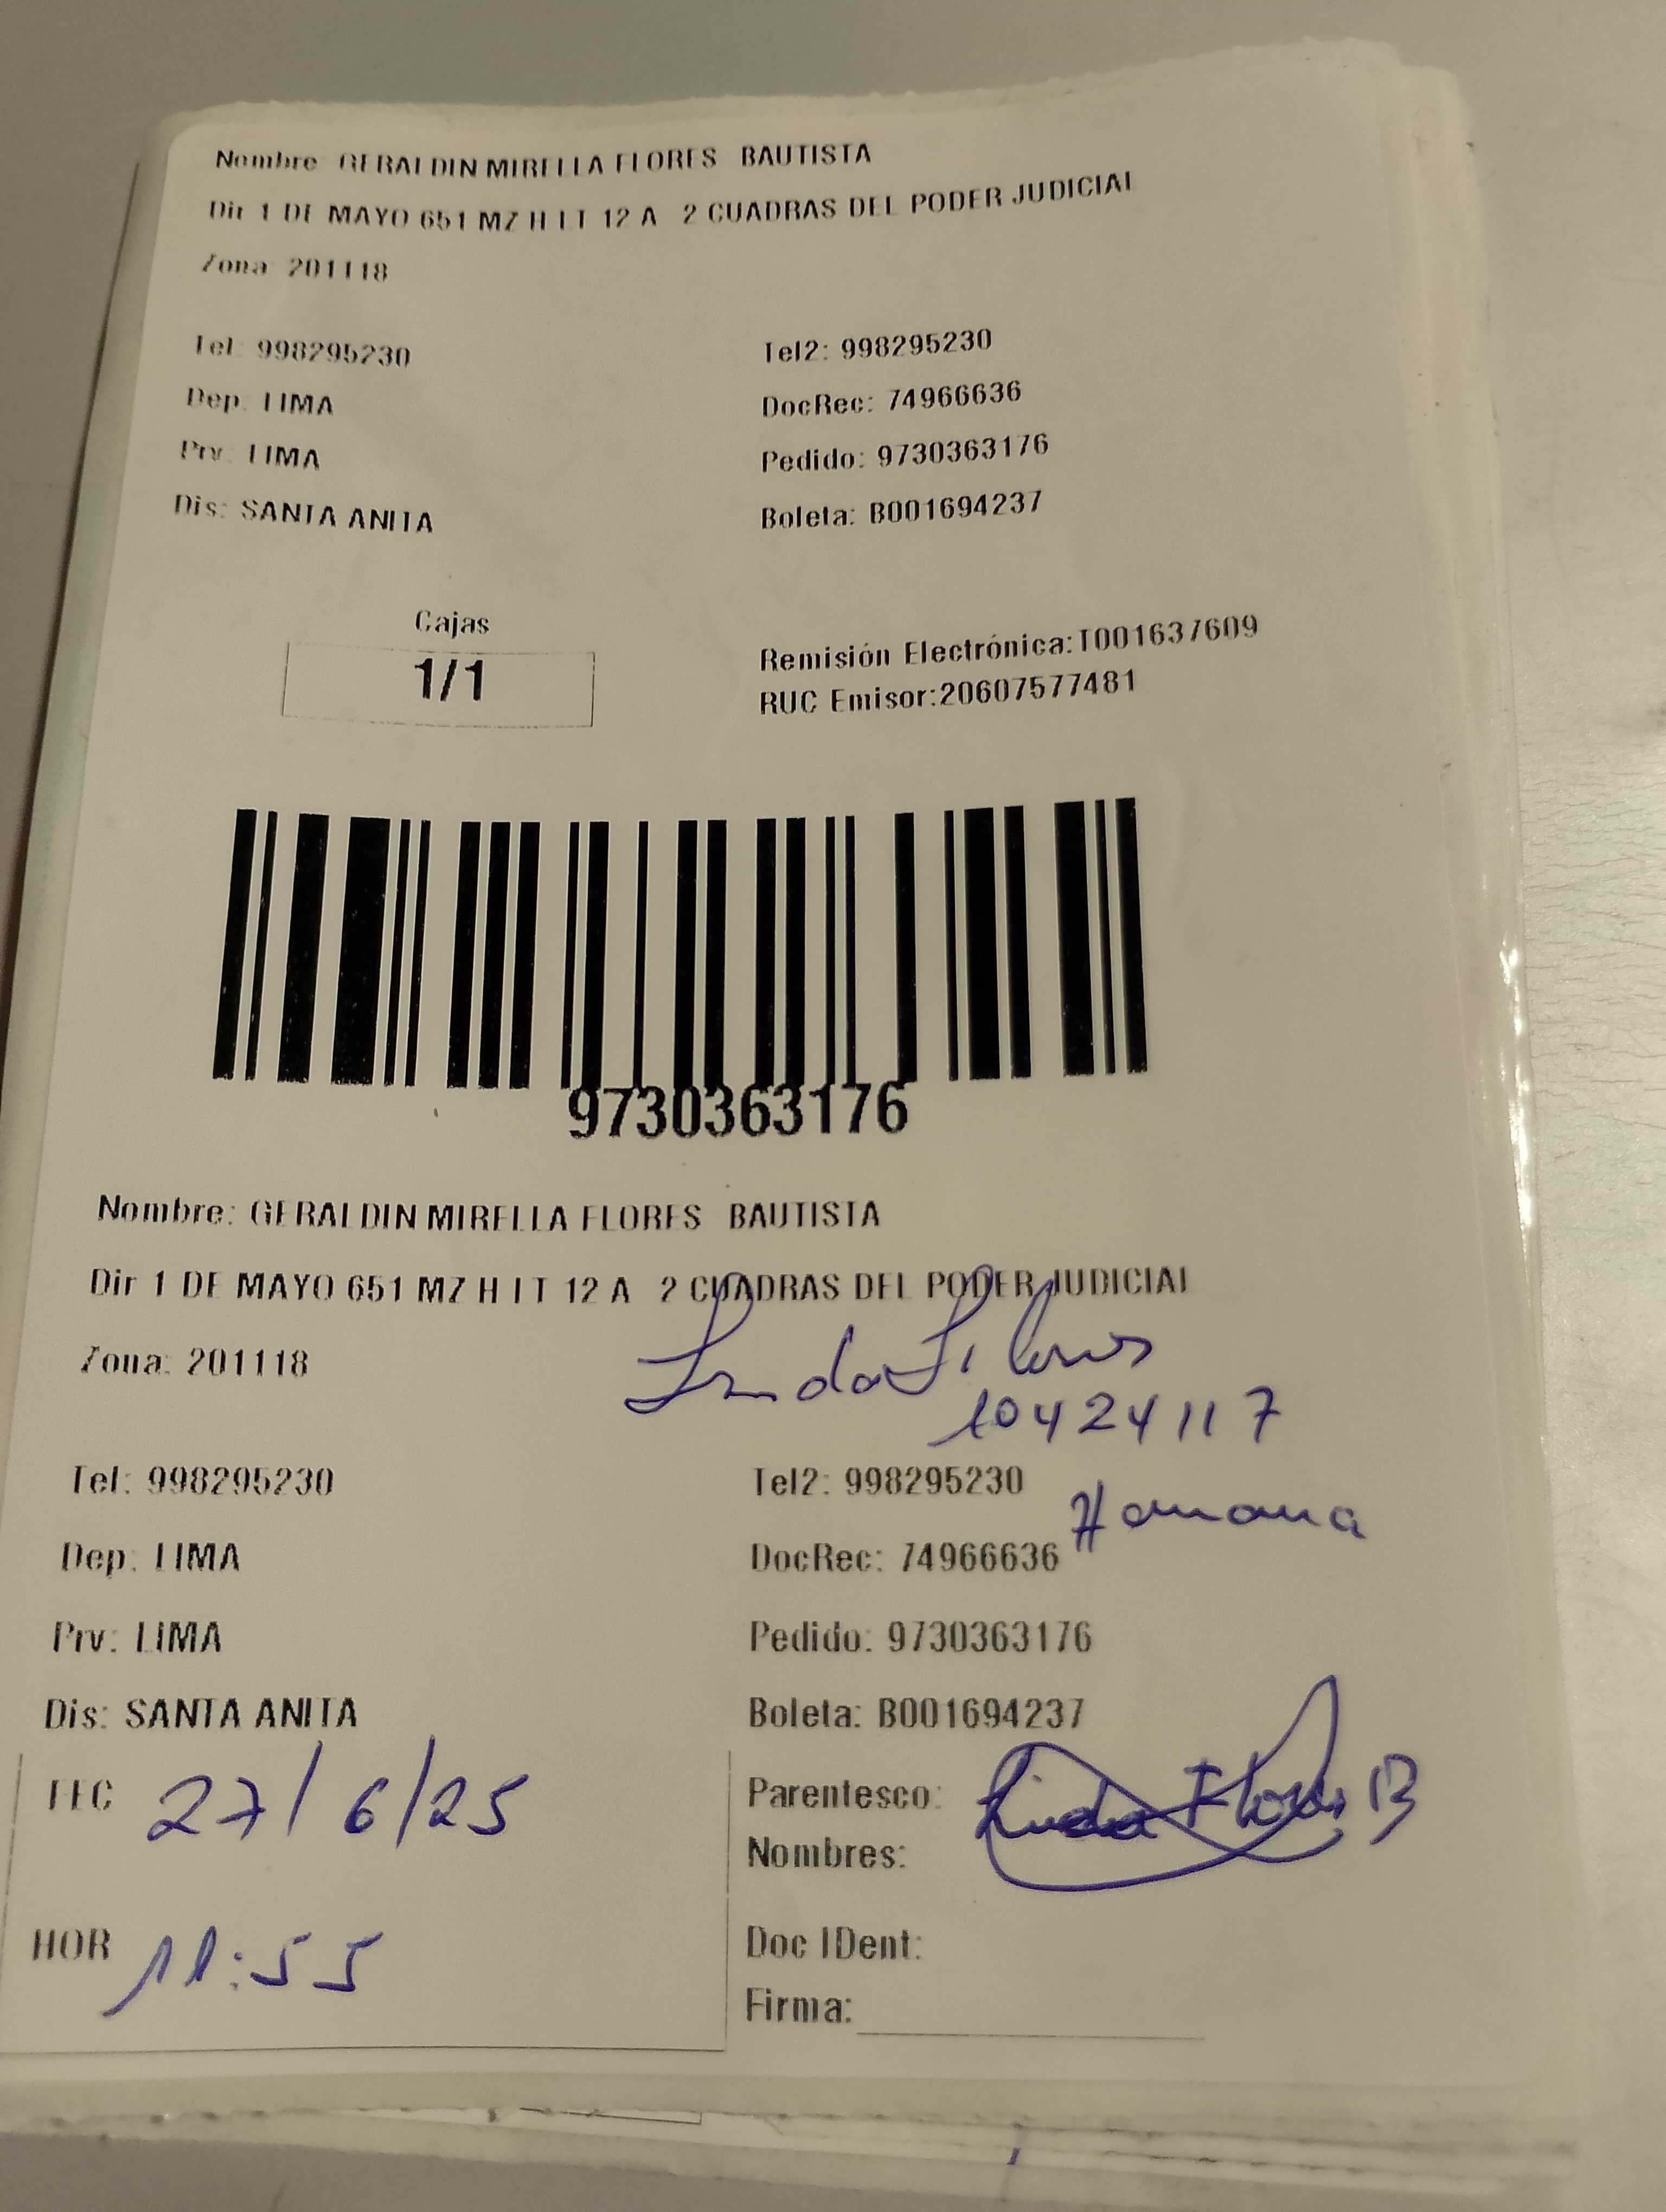 Nombre GERALDIN MIRELLA FLORES BAUTISTA
Dir 1 DE MAYO 651 MZ H LT 12 A 2 CUADRAS DEL PODER JUDICIAL
Zona 201118
Tel: 998295230 Tel2: 998295230
Dep. LIMA DocRec: 74966636
Prv. LIMA Pedido: 9730363176
Dis: SANTA ANITA Boleta: B001694237
Cajas
1/1
Remisión Electrónica:T001637609
RUC Emisor:20607577481
9730363176
Nombre: GERALDIN MIRELLA FLORES BAUTISTA
Dir 1 DE MAYO 651 MZ H LT 12 A 2 CUADRAS DEL PODER JUDICIAL
Zona: 201118
Flores
10424117
Tel: 998295230 Tel2: 998295230
Hermana
Dep: LIMA DocRec: 74966636
Prv: LIMA Pedido: 9730363176
Dis: SANTA ANITA Boleta: B001694237
FEC 27/6/25 Parentesco: Linda Flores B
Nombres:
HOR 11:55 Doc IDent:
Firma: